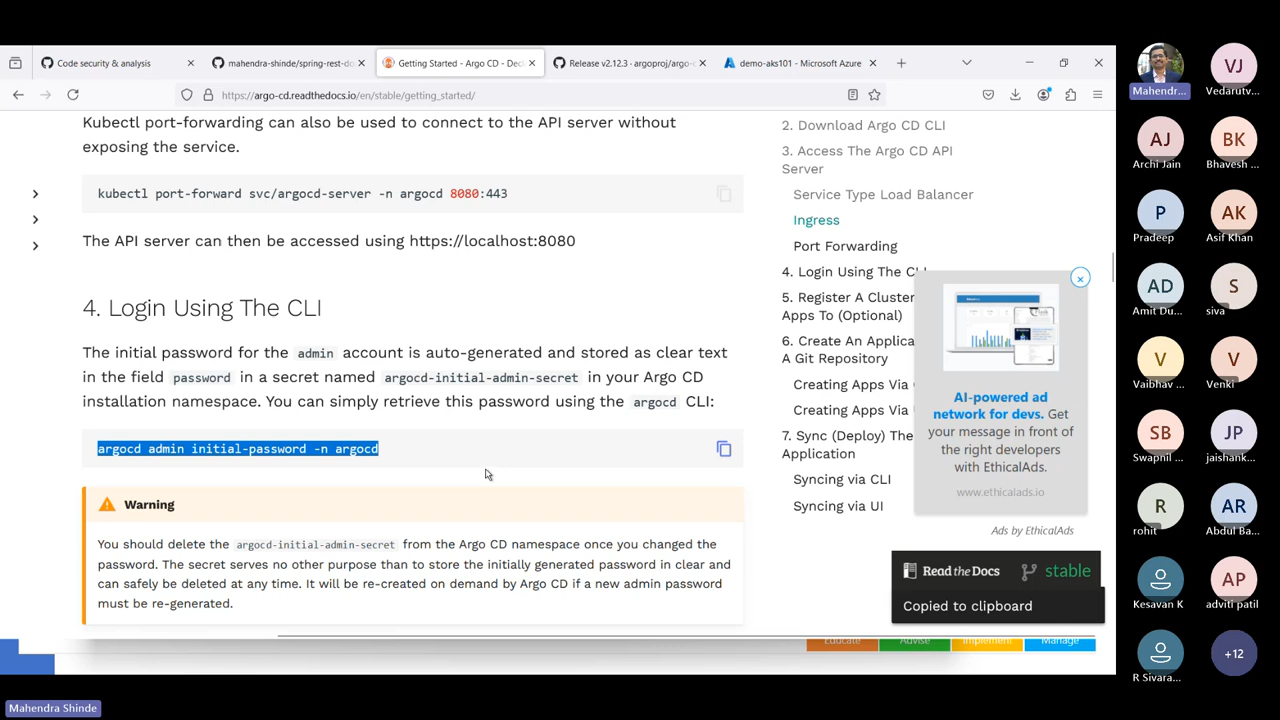 Code security & analysis
mahendra-shinde/spring-rest-do
Getting Started - Argo CD - Dec
Release v2.12.3 - argoproj/argo-
demo-aks101 - Microsoft Azure
https://argo-cd.readthedocs.io/en/stable/getting_started/
Kubectl port-forwarding can also be used to connect to the API server without
exposing the service.
kubectl port-forward svc/argocd-server -n argocd 8080:443
The API server can then be accessed using https://localhost:8080
4. Login Using The CLI
The initial password for the admin account is auto-generated and stored as clear text
in the field password in a secret named argocd-initial-admin-secret in your Argo CD
installation namespace. You can simply retrieve this password using the argocd CLI:
argocd admin initial-password -n argocd
Warning
You should delete the argocd-initial-admin-secret from the Argo CD namespace once you changed the
password. The secret serves no other purpose than to store the initially generated password in clear and
can safely be deleted at any time. It will be re-created on demand by Argo CD if a new admin password
must be re-generated.
2. Download Argo CD CLI
3. Access The Argo CD API
Server
Service Type Load Balancer
Ingress
Port Forwarding
4. Login Using The CL
5. Register A Cluster
Apps To (Optional)
6. Create An Applica
A Git Repository
Creating Apps Via
Creating Apps Via
7. Sync (Deploy) The
Application
Syncing via CLI
Syncing via UI
AI-powered ad
network for devs. Get
your message in front of
the right developers
with EthicalAds.
www.ethicalads.io
Ads by EthicalAds
Read the Docs
stable
Copied to clipboard
Educate
Advise
Implement
Manage
Mahendr...
VJ
Vedarutv...
AJ
Archi Jain
BK
Bhavesh ...
P
Pradeep
AK
Asif Khan
AD
Amit Du...
S
siva
V
Vaibhav ...
V
Venki
SB
Swapnil ...
JP
jaishank...
R
rohit
AR
Abdul Ba...
Kesavan K
AP
adviti patil
R Sivara...
+12
Mahendra Shinde